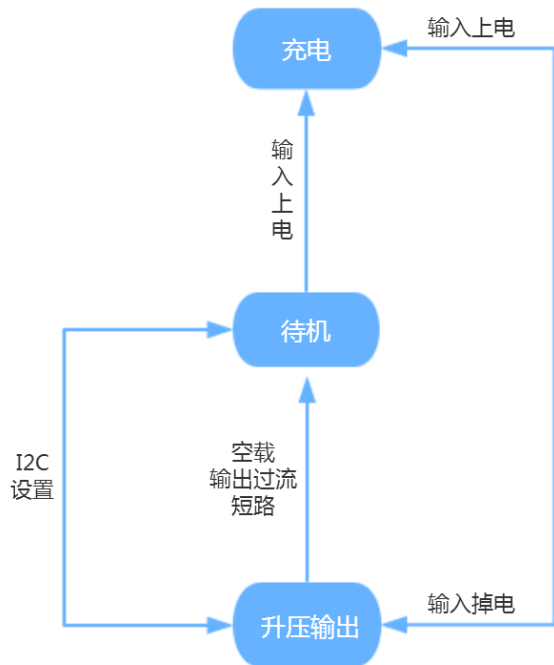 充电
输入上电
输
入
上
电
待机
I2C
设置
空载
输出过流
短路
升压输出
输入掉电